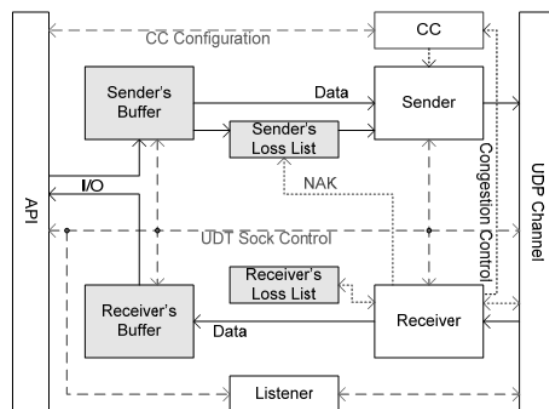 CC Configuration
CC
Sender's
Buffer
Data
Sender
Sender's
Loss List
I/O
NAK
Congestion Control
API
UDP Channel
UDT Sock Control
Receiver's
Loss List
Receiver's
Buffer
Data
Receiver
Listener